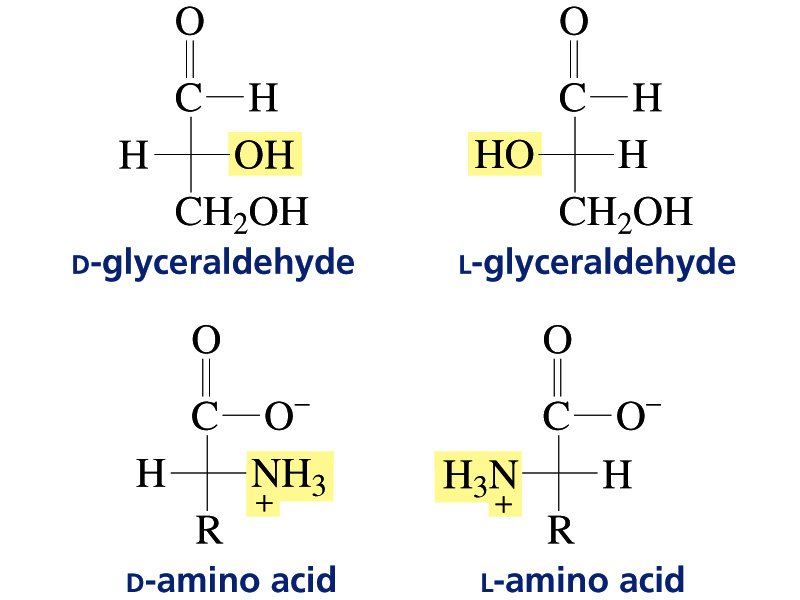 O O
C H C H
H OH HO H
CH₂OH CH₂OH
D-glyceraldehyde L-glyceraldehyde
O O
C O⁻ C O⁻
H NH₃ H₃N H
+ +
R R
D-amino acid L-amino acid